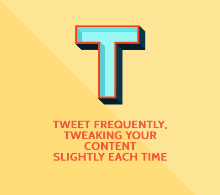 T
TWEET FREQUENTLY,
TWEAKING YOUR
CONTENT
SLIGHTLY EACH TIME